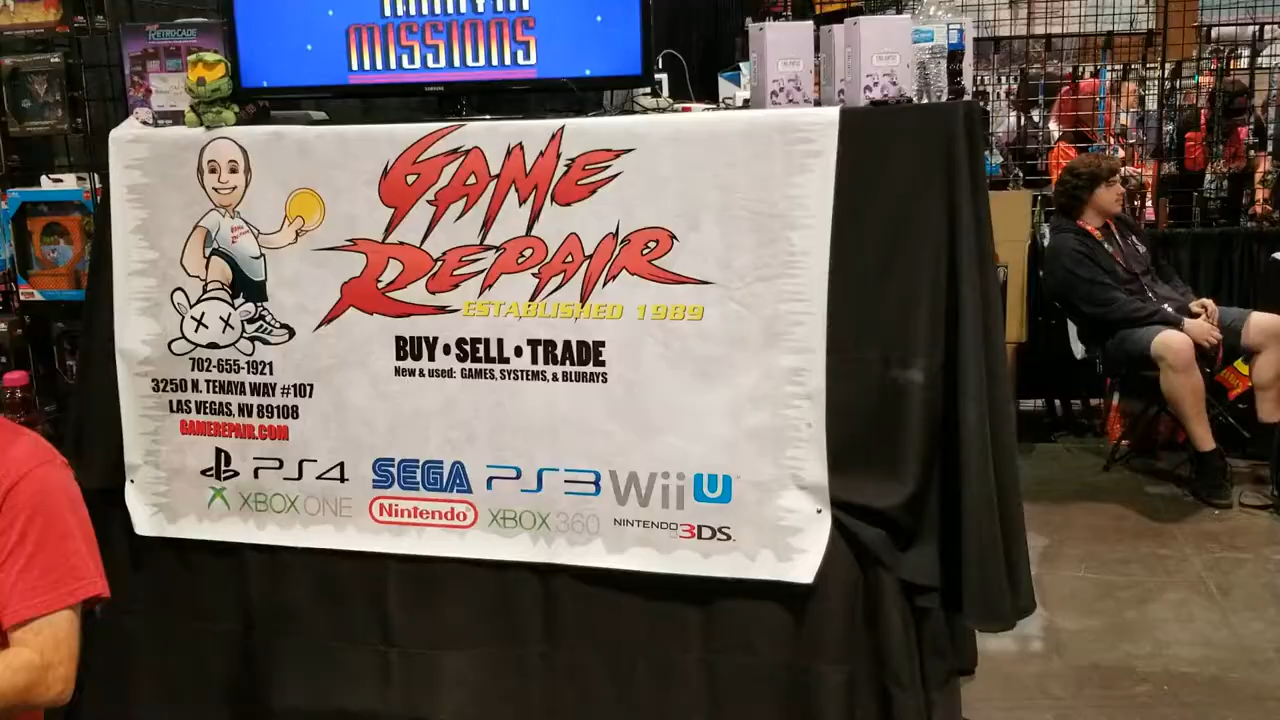 RETROCADE
MISSIONS
SAMSUNG
GAME
REPAIR
ESTABLISHED 1989
GAME
REPAIR
BUY • SELL • TRADE
New & used: GAMES, SYSTEMS, & BLURAYS
702-655-1921
3250 N. TENAYA WAY #107
LAS VEGAS, NV 89108
GAMEREPAIR.COM
PS4 SEGA PS3 Wii U
XBOX ONE Nintendo XBOX 360 NINTENDO 3DS